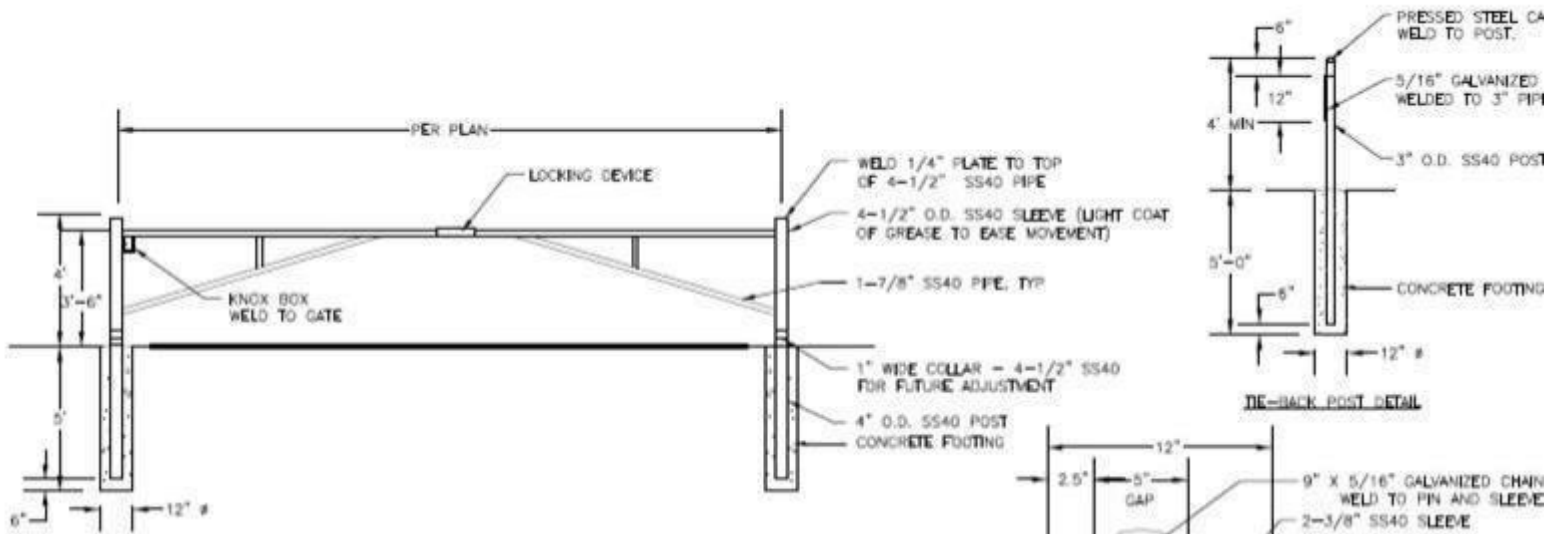 PER PLAN
LOCKING DEVICE
KNOX BOX
WELD TO GATE
4'
3'-6"
5'
6"
12" ø
WELD 1/4" PLATE TO TOP
OF 4-1/2" SS40 PIPE
4-1/2" O.D. SS40 SLEEVE (LIGHT COAT
OF GREASE TO EASE MOVEMENT)
1-7/8" SS40 PIPE, TYP
1" WIDE COLLAR - 4-1/2" SS40
FOR FUTURE ADJUSTMENT
4" O.D. SS40 POST
CONCRETE FOOTING
6"
12"
4' MIN
5'-0"
6"
12" ø
PRESSED STEEL CA
WELD TO POST.
5/16" GALVANIZED
WELDED TO 3" PIP
3" O.D. SS40 POST
CONCRETE FOOTING
TIE-BACK POST DETAIL
12"
2.5"
5"
GAP
9" X 5/16" GALVANIZED CHAIN
WELD TO PIN AND SLEEVE
2-3/8" SS40 SLEEVE